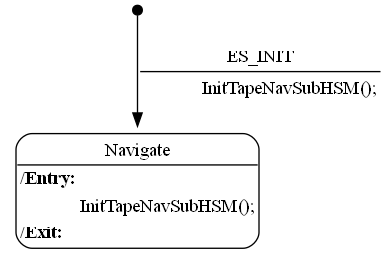 ES_INIT
InitTapeNavSubHSM();
Navigate
/Entry:
InitTapeNavSubHSM();
/Exit: